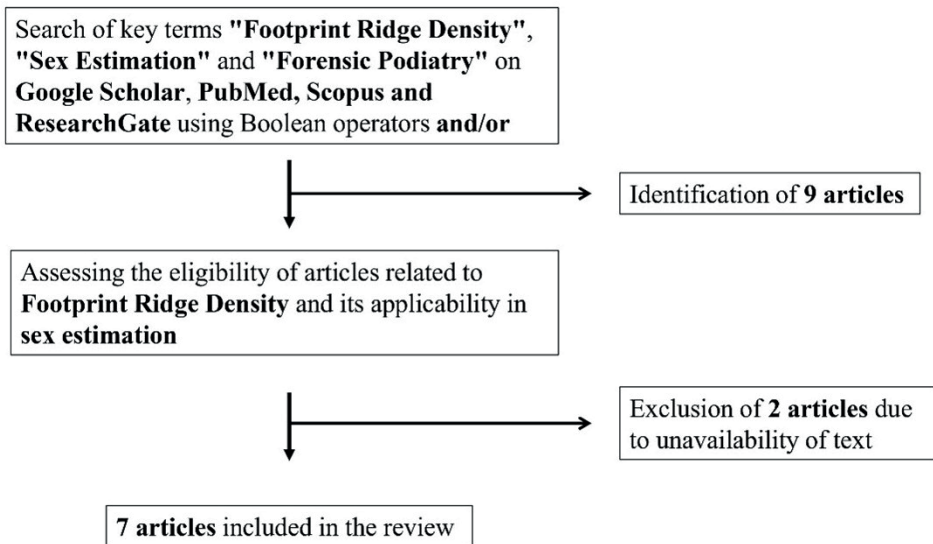 Search of key terms "Footprint Ridge Density",
"Sex Estimation" and "Forensic Podiatry" on
Google Scholar, PubMed, Scopus and
ResearchGate using Boolean operators and/or
Identification of 9 articles
Assessing the eligibility of articles related to
Footprint Ridge Density and its applicability in
sex estimation
Exclusion of 2 articles due
to unavailability of text
7 articles included in the review